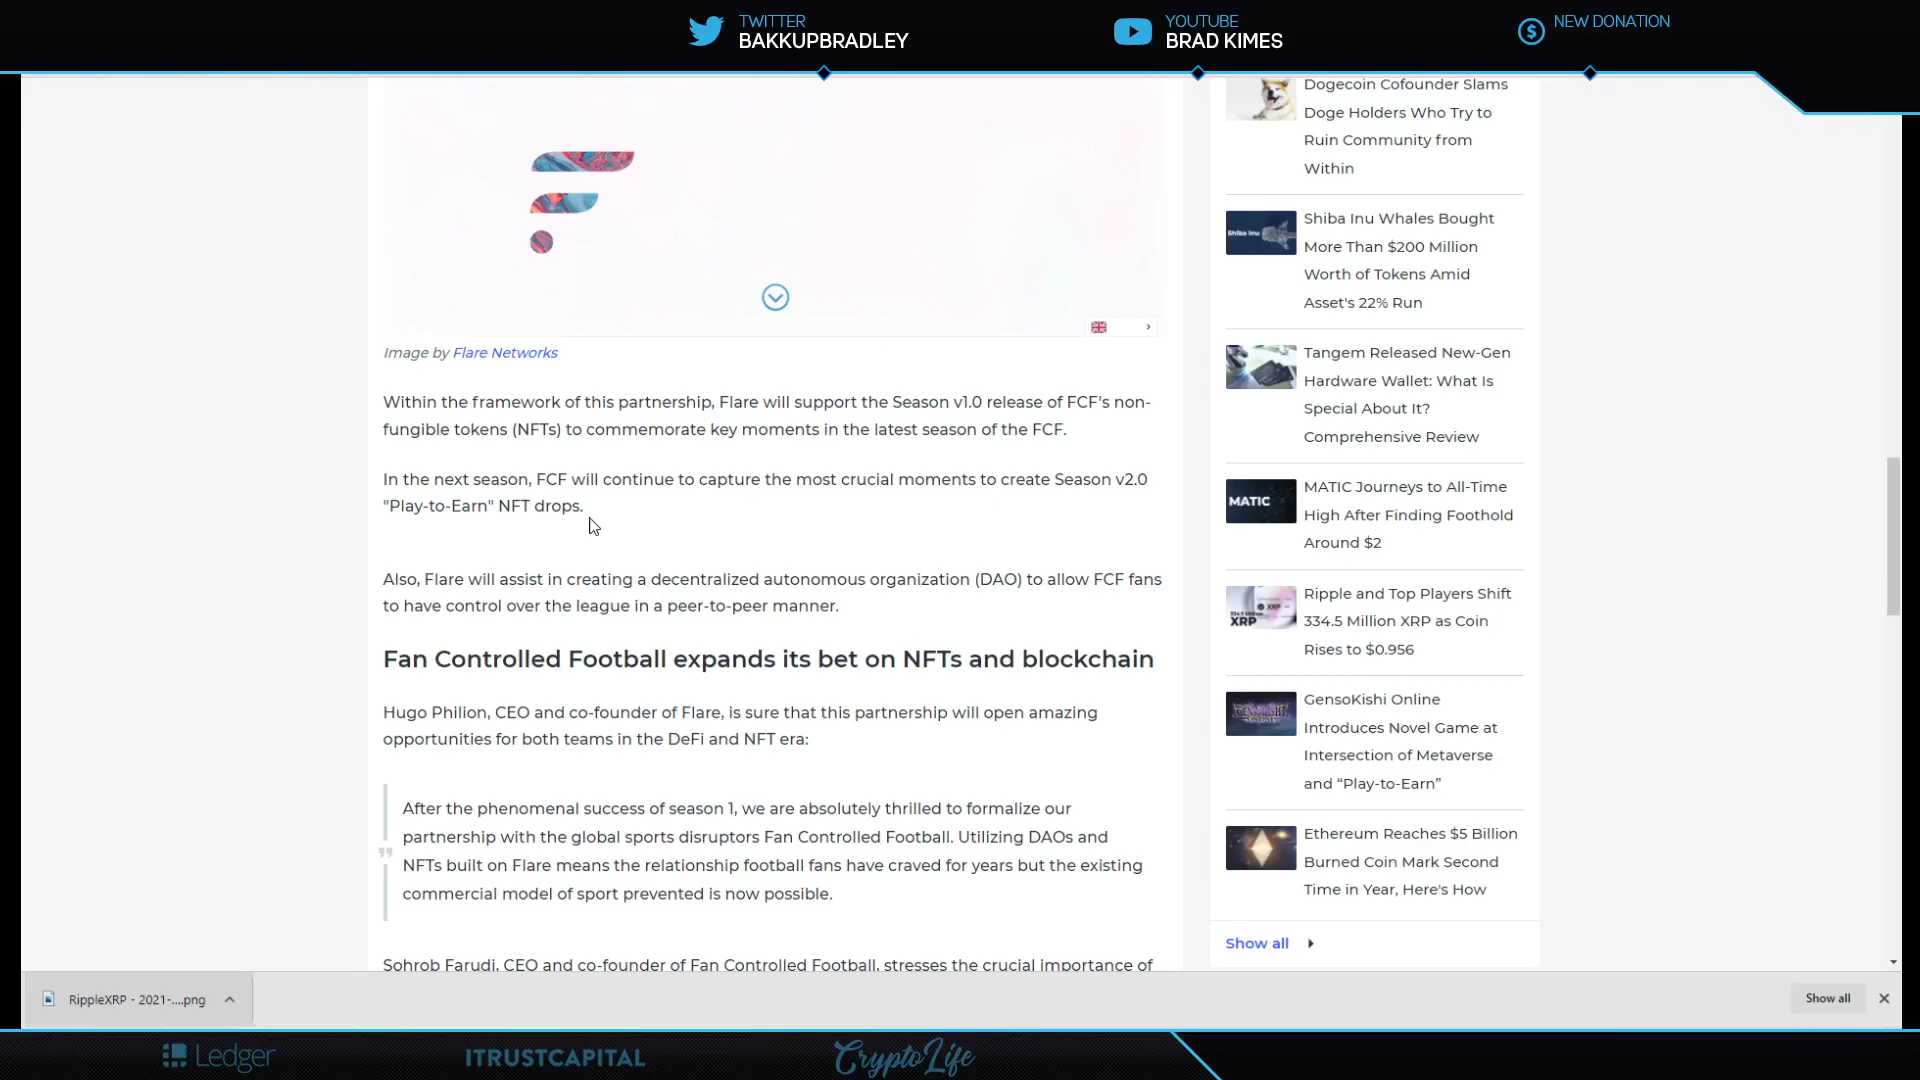 TWITTER
BAKKUPBRADLEY
YOUTUBE
BRAD KIMES
NEW DONATION
Image by Flare Networks
Within the framework of this partnership, Flare will support the Season v1.0 release of FCF's non-
fungible tokens (NFTs) to commemorate key moments in the latest season of the FCF.
In the next season, FCF will continue to capture the most crucial moments to create Season v2.0
"Play-to-Earn" NFT drops.
Also, Flare will assist in creating a decentralized autonomous organization (DAO) to allow FCF fans
to have control over the league in a peer-to-peer manner.
Fan Controlled Football expands its bet on NFTs and blockchain
Hugo Philion, CEO and co-founder of Flare, is sure that this partnership will open amazing
opportunities for both teams in the DeFi and NFT era:
After the phenomenal success of season 1, we are absolutely thrilled to formalize our
partnership with the global sports disruptors Fan Controlled Football. Utilizing DAOs and
NFTs built on Flare means the relationship football fans have craved for years but the existing
commercial model of sport prevented is now possible.
Sohrob Farudi, CEO and co-founder of Fan Controlled Football, stresses the crucial importance of
Dogecoin Cofounder Slams
Doge Holders Who Try to
Ruin Community from
Within
Shiba Inu
Shiba Inu Whales Bought
More Than $200 Million
Worth of Tokens Amid
Asset's 22% Run
Tangem Released New-Gen
Hardware Wallet: What Is
Special About It?
Comprehensive Review
MATIC
MATIC Journeys to All-Time
High After Finding Foothold
Around $2
XRP
334.5 Million
XRP
Ripple and Top Players Shift
334.5 Million XRP as Coin
Rises to $0.956
GensoKishi Online
Introduces Novel Game at
Intersection of Metaverse
and “Play-to-Earn”
Ethereum Reaches $5 Billion
Burned Coin Mark Second
Time in Year, Here's How
Show all
RippleXRP - 2021-....png
Show all
Ledger
ITRUSTCAPITAL
CryptoLife